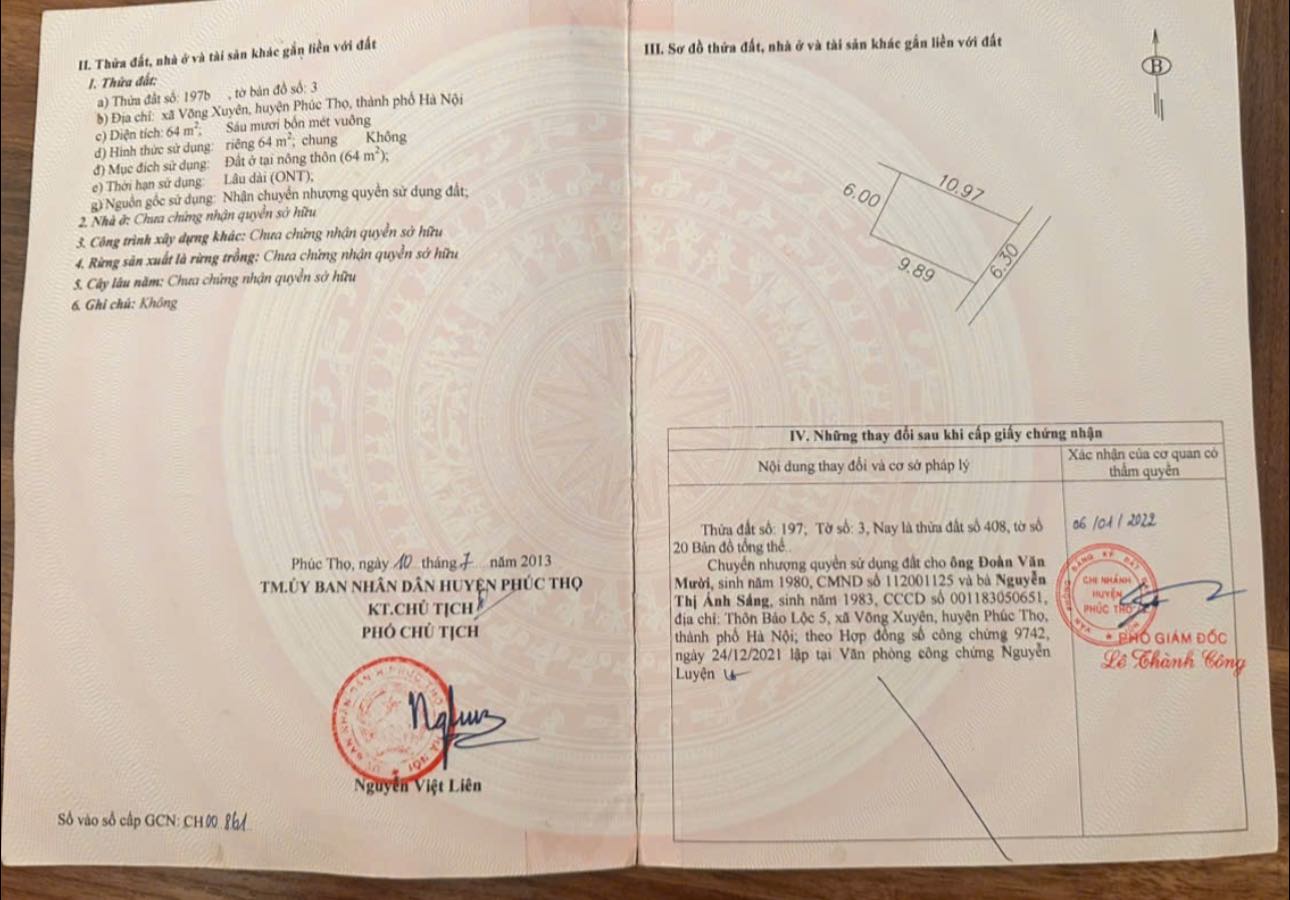 II. Thửa đất, nhà ở và tài sản khác gắn liền với đất
1. Thửa đất:
a) Thửa đất số: 197b , tờ bản đồ số: 3
b) Địa chỉ: xã Võng Xuyên, huyện Phúc Thọ, thành phố Hà Nội
c) Diện tích: 64 m²; Sáu mươi bốn mét vuông
d) Hình thức sử dụng: riêng 64 m²; chung Không
đ) Mục đích sử dụng: Đất ở tại nông thôn (64 m²);
e) Thời hạn sử dụng: Lâu dài (ONT);
g) Nguồn gốc sử dụng: Nhận chuyển nhượng quyền sử dụng đất;
2. Nhà ở: Chưa chứng nhận quyền sở hữu
3. Công trình xây dựng khác: Chưa chứng nhận quyền sở hữu
4. Rừng sản xuất là rừng trồng: Chưa chứng nhận quyền sở hữu
5. Cây lâu năm: Chưa chứng nhận quyền sở hữu
6. Ghi chú: Không
Phúc Thọ, ngày 10 tháng 7 năm 2013
TM.ỦY BAN NHÂN DÂN HUYỆN PHÚC THỌ
KT.CHỦ TỊCH
PHÓ CHỦ TỊCH
Nguyễn Việt Liên
Số vào sổ cấp GCN: CH00 861
III. Sơ đồ thửa đất, nhà ở và tài sản khác gắn liền với đất
B
10.97
6.00
9.89
6.30
IV. Những thay đổi sau khi cấp giấy chứng nhận
Nội dung thay đổi và cơ sở pháp lý
Xác nhận của cơ quan có
thẩm quyền
Thửa đất số: 197; Tờ số: 3, Nay là thửa đất số 408, tờ số
20 Bản đồ tổng thể.
Chuyển nhượng quyền sử dụng đất cho ông Đoàn Văn
Mười, sinh năm 1980, CMND số 112001125 và bà Nguyễn
Thị Ánh Sáng, sinh năm 1983, CCCD số 001183050651,
địa chỉ: Thôn Bảo Lộc 5, xã Võng Xuyên, huyện Phúc Thọ,
thành phố Hà Nội; theo Hợp đồng số công chứng 9742,
ngày 24/12/2021 lập tại Văn phòng công chứng Nguyễn
Luyện
06/01/2022
CHI NHÁNH
HUYỆN
PHÚC THỌ
PHÓ GIÁM ĐỐC
Lê Thành Công